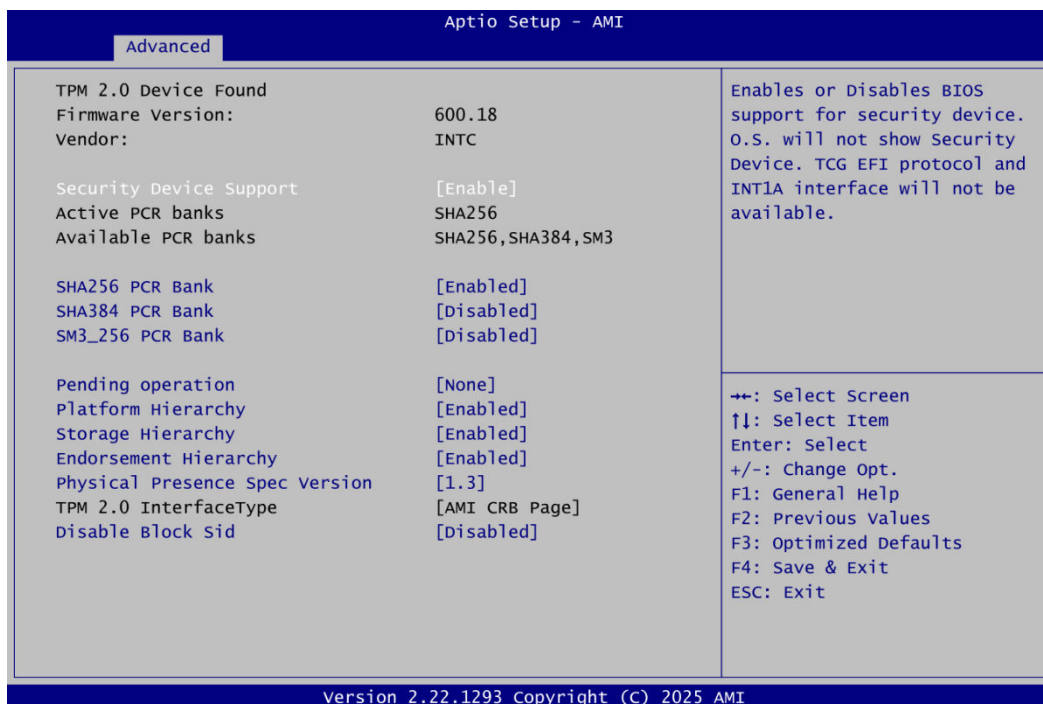 Aptio Setup - AMI
Advanced
TPM 2.0 Device Found
Firmware Version: 600.18
Vendor: INTC
Security Device Support [Enable]
Active PCR banks SHA256
Available PCR banks SHA256,SHA384,SM3
SHA256 PCR Bank [Enabled]
SHA384 PCR Bank [Disabled]
SM3_256 PCR Bank [Disabled]
Pending operation [None]
Platform Hierarchy [Enabled]
Storage Hierarchy [Enabled]
Endorsement Hierarchy [Enabled]
Physical Presence Spec Version [1.3]
TPM 2.0 InterfaceType [AMI CRB Page]
Disable Block Sid [Disabled]
Enables or Disables BIOS
support for security device.
O.S. will not show Security
Device. TCG EFI protocol and
INT1A interface will not be
available.
→←: Select Screen
↑↓: Select Item
Enter: Select
+/-: Change Opt.
F1: General Help
F2: Previous Values
F3: Optimized Defaults
F4: Save & Exit
ESC: Exit
Version 2.22.1293 Copyright (C) 2025 AMI